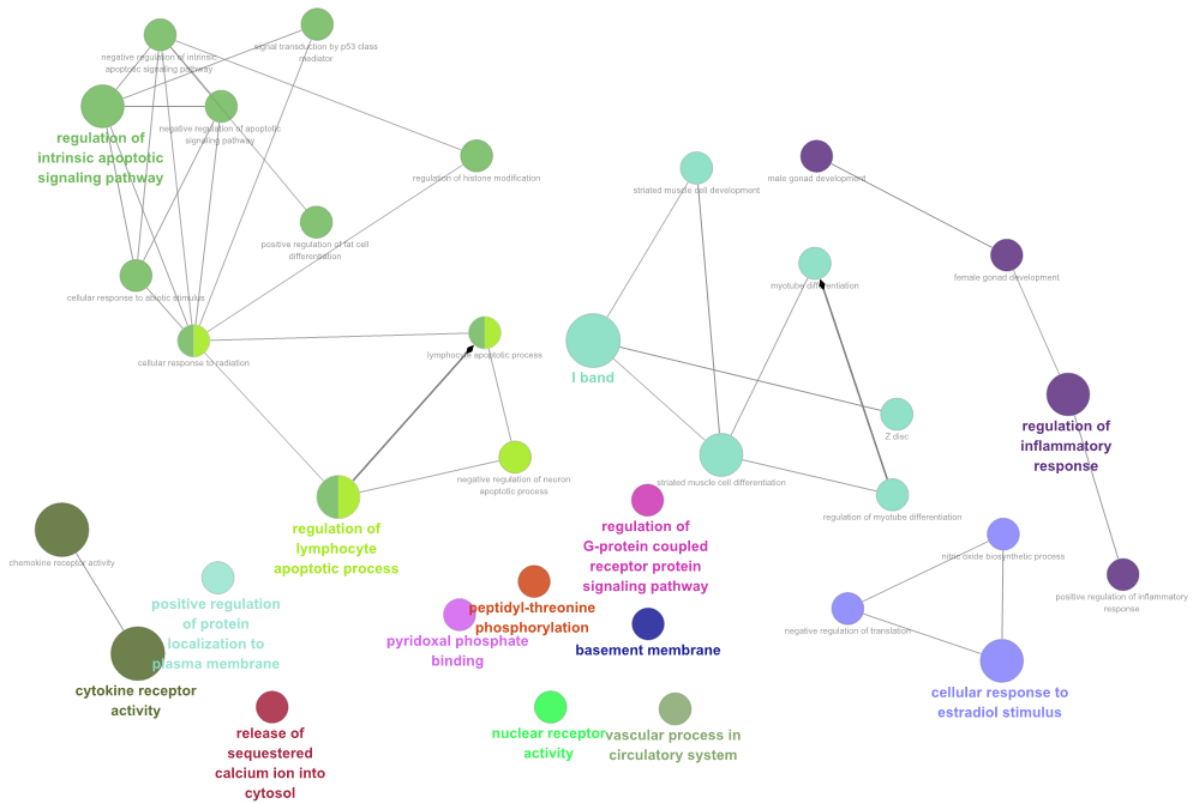 negative regulation of intrinsic
apoptotic signaling pathway
signal transduction by p53 class
mediator
negative regulation of apoptotic
signaling pathway
regulation of
intrinsic apoptotic
signaling pathway
regulation of histone modification
positive regulation of fat cell
differentiation
cellular response to abiotic stimulus
cellular response to radiation
lymphocyte apoptotic process
negative regulation of neuron
apoptotic process
regulation of
lymphocyte
apoptotic process
striated muscle cell development
myotube differentiation
I band
Z disc
striated muscle cell differentiation
regulation of myotube differentiation
male gonad development
female gonad development
regulation of
inflammatory
response
positive regulation of inflammatory
response
chemokine receptor activity
cytokine receptor
activity
positive regulation
of protein
localization to
plasma membrane
regulation of
G-protein coupled
receptor protein
signaling pathway
peptidyl-threonine
phosphorylation
pyridoxal phosphate
binding
basement membrane
nitric oxide biosynthetic process
negative regulation of translation
cellular response to
estradiol stimulus
release of
sequestered
calcium ion into
cytosol
nuclear receptor
activity
vascular process in
circulatory system